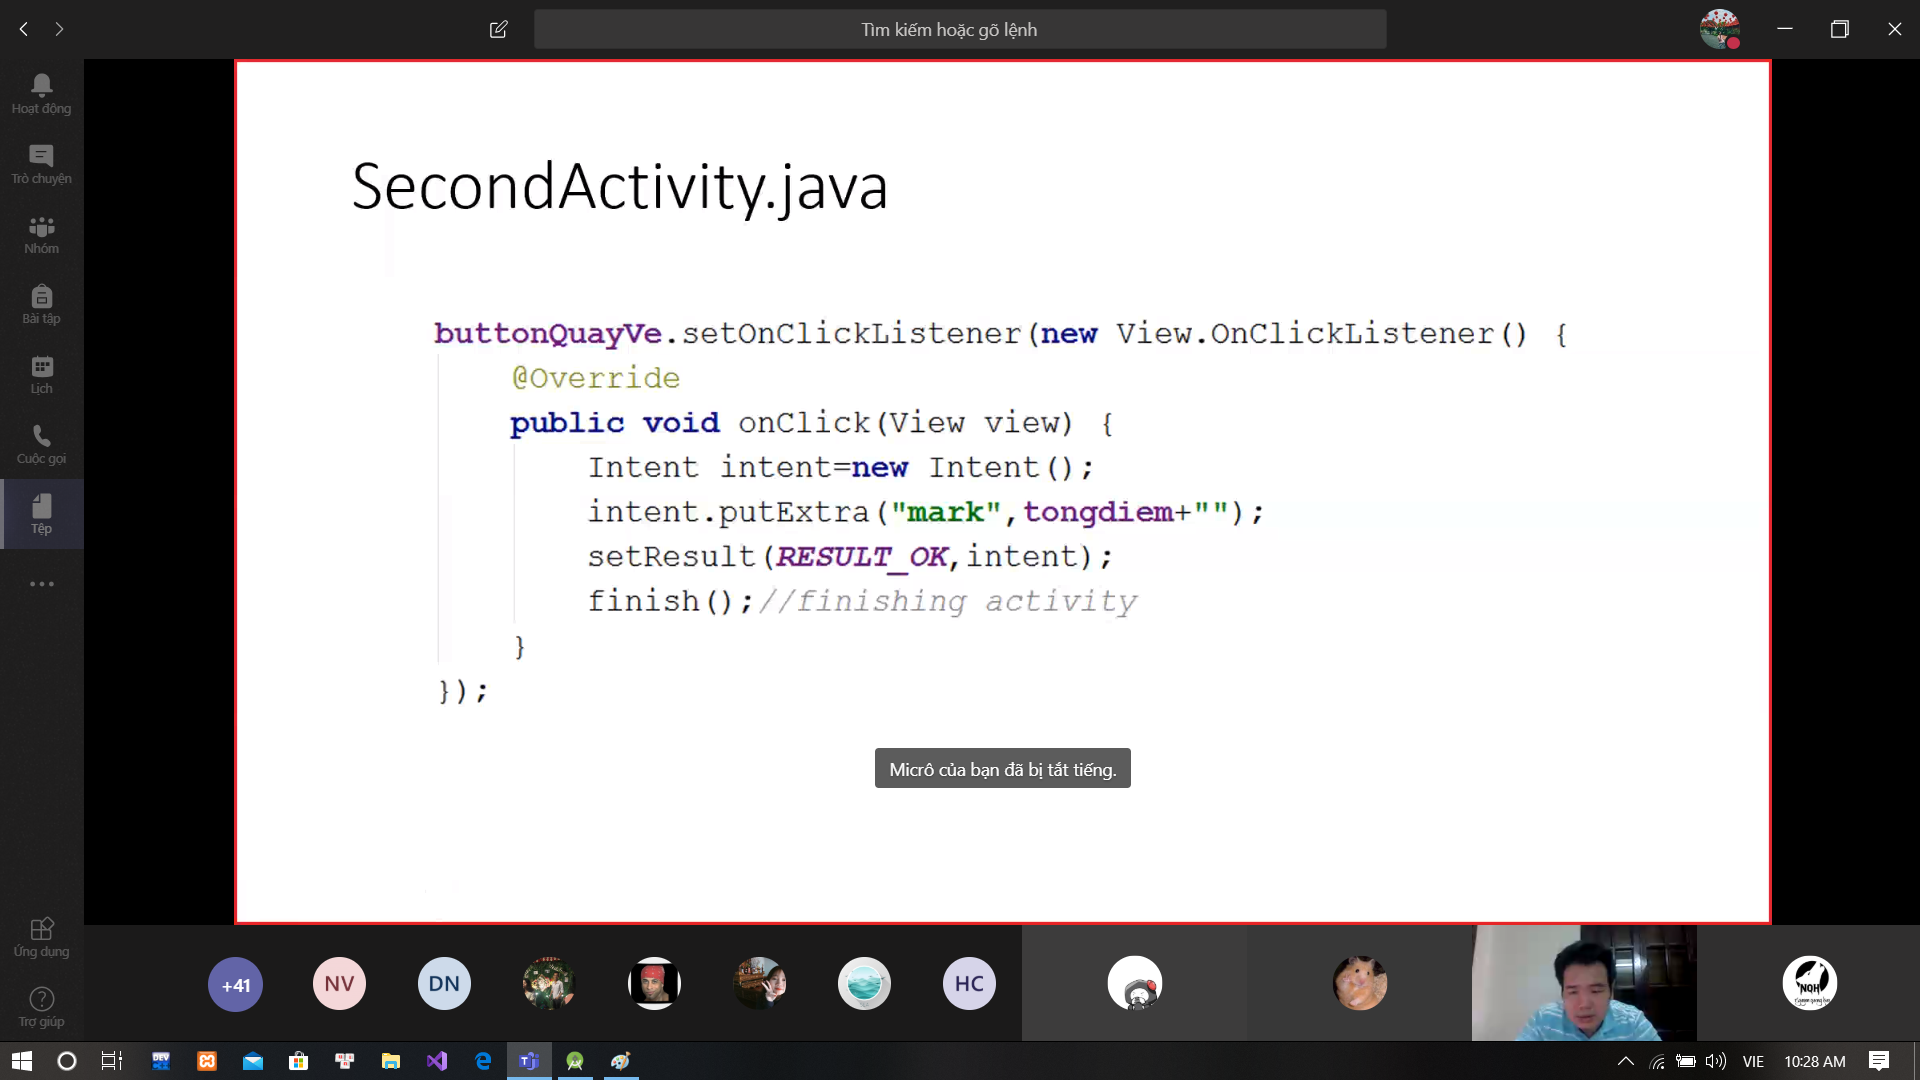 Tìm kiếm hoặc gõ lệnh
Hoạt động
Trò chuyện
Nhóm
Bài tập
Lịch
Cuộc gọi
Tệp
Ứng dụng
Trợ giúp
SecondActivity.java
buttonQuayVe.setOnClickListener(new View.OnClickListener() {
@Override
public void onClick(View view) {
Intent intent=new Intent();
intent.putExtra("mark",tongdiem+"");
setResult(RESULT_OK,intent);
finish();//finishing activity
}
});
Micrô của bạn đã bị tắt tiếng.
+41
NV
DN
HC
NQH
DEV
VIE
10:28 AM